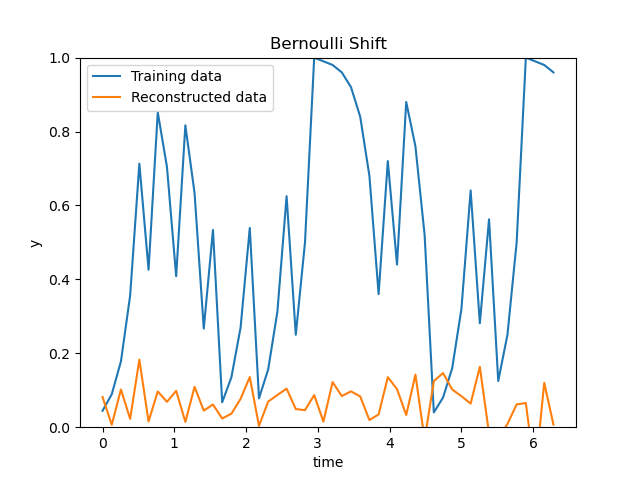 Bernoulli Shift
Training data
Reconstructed data
y
1.0
0.8
0.6
0.4
0.2
0.0
0 1 2 3 4 5 6
time